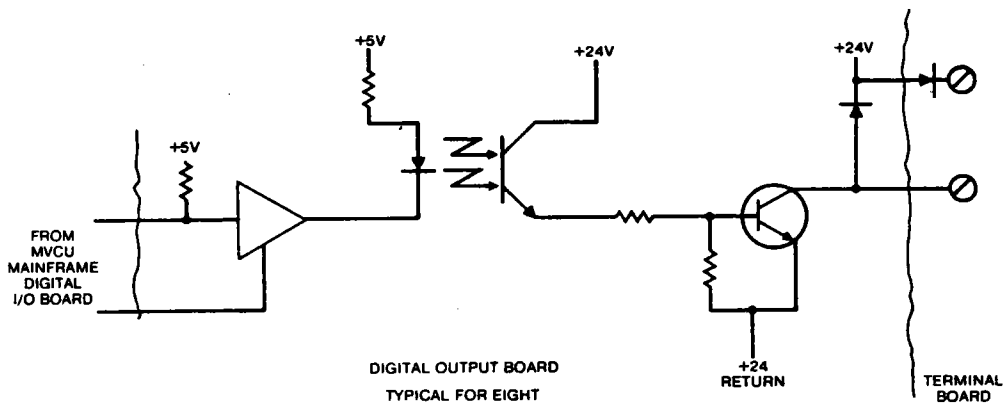 +5V
+24V
+24V
+5V
FROM
MVCU
MAINFRAME
DIGITAL
I/O BOARD
DIGITAL OUTPUT BOARD
TYPICAL FOR EIGHT
+24
RETURN
TERMINAL
BOARD